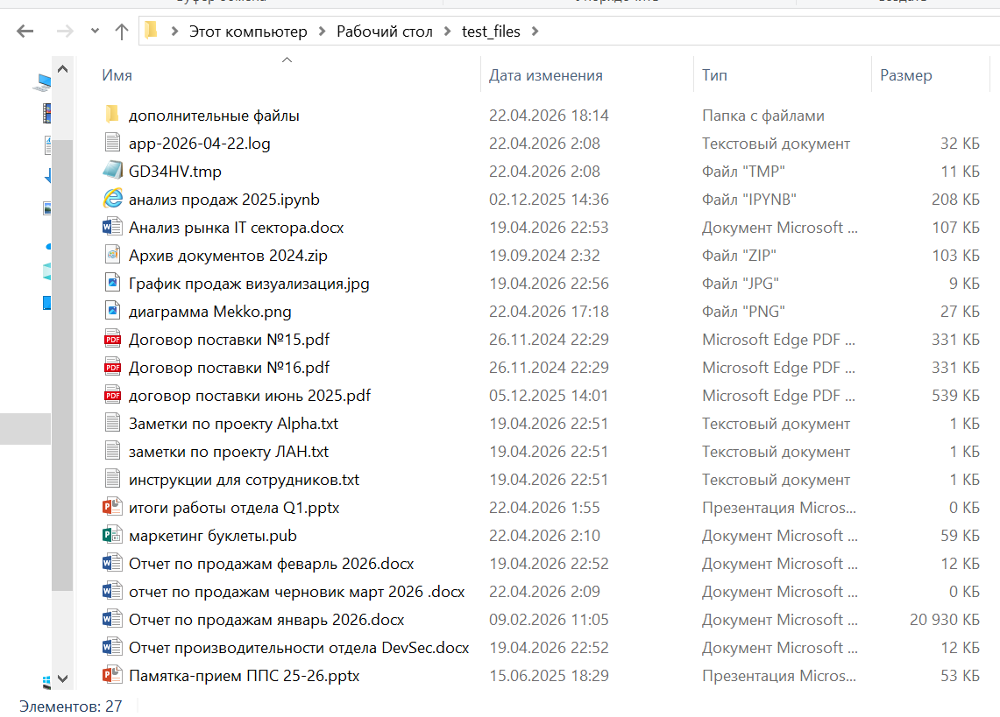 Этот компьютер > Рабочий стол > test_files >
Имя Дата изменения Тип Размер
дополнительные файлы 22.04.2026 18:14 Папка с файлами
app-2026-04-22.log 22.04.2026 2:08 Текстовый документ 32 КБ
GD34HV.tmp 22.04.2026 2:08 Файл "TMP" 11 КБ
анализ продаж 2025.ipynb 02.12.2025 14:36 Файл "IPYNB" 208 КБ
Анализ рынка IT сектора.docx 19.04.2026 22:53 Документ Microsoft ... 107 КБ
Архив документов 2024.zip 19.09.2024 2:32 Файл "ZIP" 103 КБ
График продаж визуализация.jpg 19.04.2026 22:56 Файл "JPG" 9 КБ
диаграмма Mekko.png 22.04.2026 17:18 Файл "PNG" 27 КБ
Договор поставки №15.pdf 26.11.2024 22:29 Microsoft Edge PDF ... 331 КБ
Договор поставки №16.pdf 26.11.2024 22:29 Microsoft Edge PDF ... 331 КБ
договор поставки июнь 2025.pdf 05.12.2025 14:01 Microsoft Edge PDF ... 539 КБ
Заметки по проекту Alpha.txt 19.04.2026 22:51 Текстовый документ 1 КБ
заметки по проекту ЛАН.txt 19.04.2026 22:51 Текстовый документ 1 КБ
инструкции для сотрудников.txt 19.04.2026 22:51 Текстовый документ 1 КБ
итоги работы отдела Q1.pptx 22.04.2026 1:55 Презентация Micros... 0 КБ
маркетинг буклеты.pub 22.04.2026 2:10 Документ Microsoft ... 59 КБ
Отчет по продажам феварль 2026.docx 19.04.2026 22:52 Документ Microsoft ... 12 КБ
отчет по продажам черновик март 2026 .docx 22.04.2026 2:09 Документ Microsoft ... 0 КБ
Отчет по продажам январь 2026.docx 09.02.2026 11:05 Документ Microsoft ... 20 930 КБ
Отчет производительности отдела DevSec.docx 19.04.2026 22:52 Документ Microsoft ... 12 КБ
Памятка-прием ППС 25-26.pptx 15.06.2025 18:29 Презентация Micros... 53 КБ
Элементов: 27